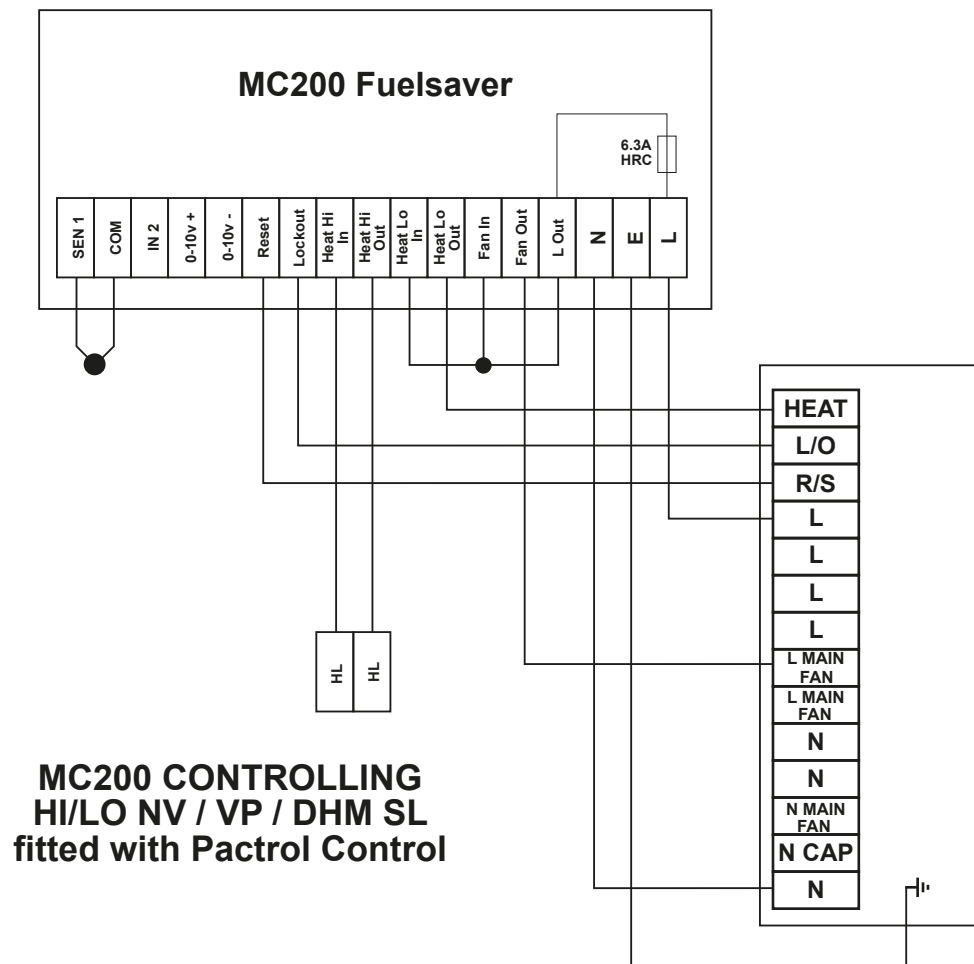 MC200 Fuelsaver
6.3A
HRC
SEN 1
COM
IN 2
0-10v +
0-10v -
Reset
Lockout
Heat Hi
In
Heat Hi
Out
Heat Lo
In
Heat Lo
Out
Fan In
Fan Out
L Out
N
E
L
HEAT
L/O
R/S
L
L
L
L
L MAIN
FAN
L MAIN
FAN
N
N
N MAIN
FAN
N CAP
N
HL
HL
MC200 CONTROLLING
HI/LO NV / VP / DHM SL
fitted with Pactrol Control